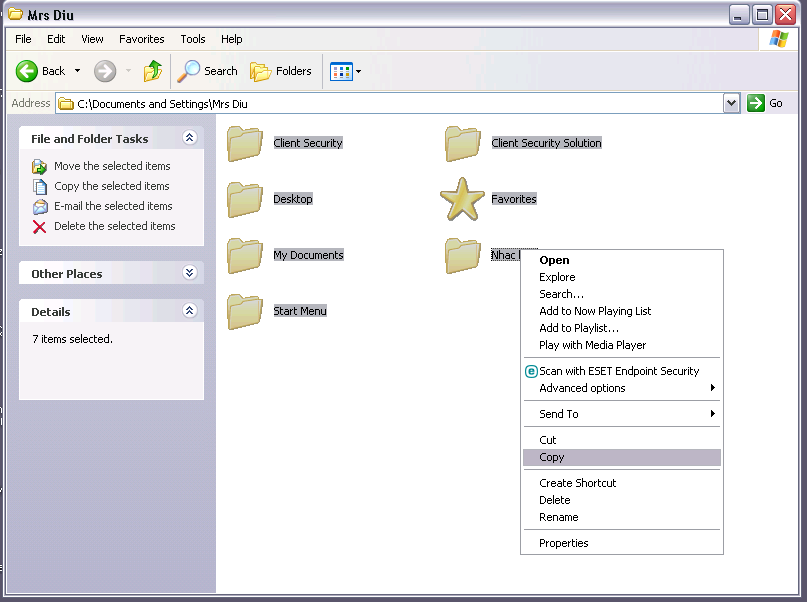 Mrs Diu
File Edit View Favorites Tools Help
Back Search Folders
Address C:\Documents and Settings\Mrs Diu Go
File and Folder Tasks
Move the selected items
Copy the selected items
E-mail the selected items
Delete the selected items
Other Places
Details
7 items selected.
Client Security Client Security Solution
Desktop Favorites
My Documents Nhac
Start Menu
Open
Explore
Search...
Add to Now Playing List
Add to Playlist...
Play with Media Player
Scan with ESET Endpoint Security
Advanced options
Send To
Cut
Copy
Create Shortcut
Delete
Rename
Properties